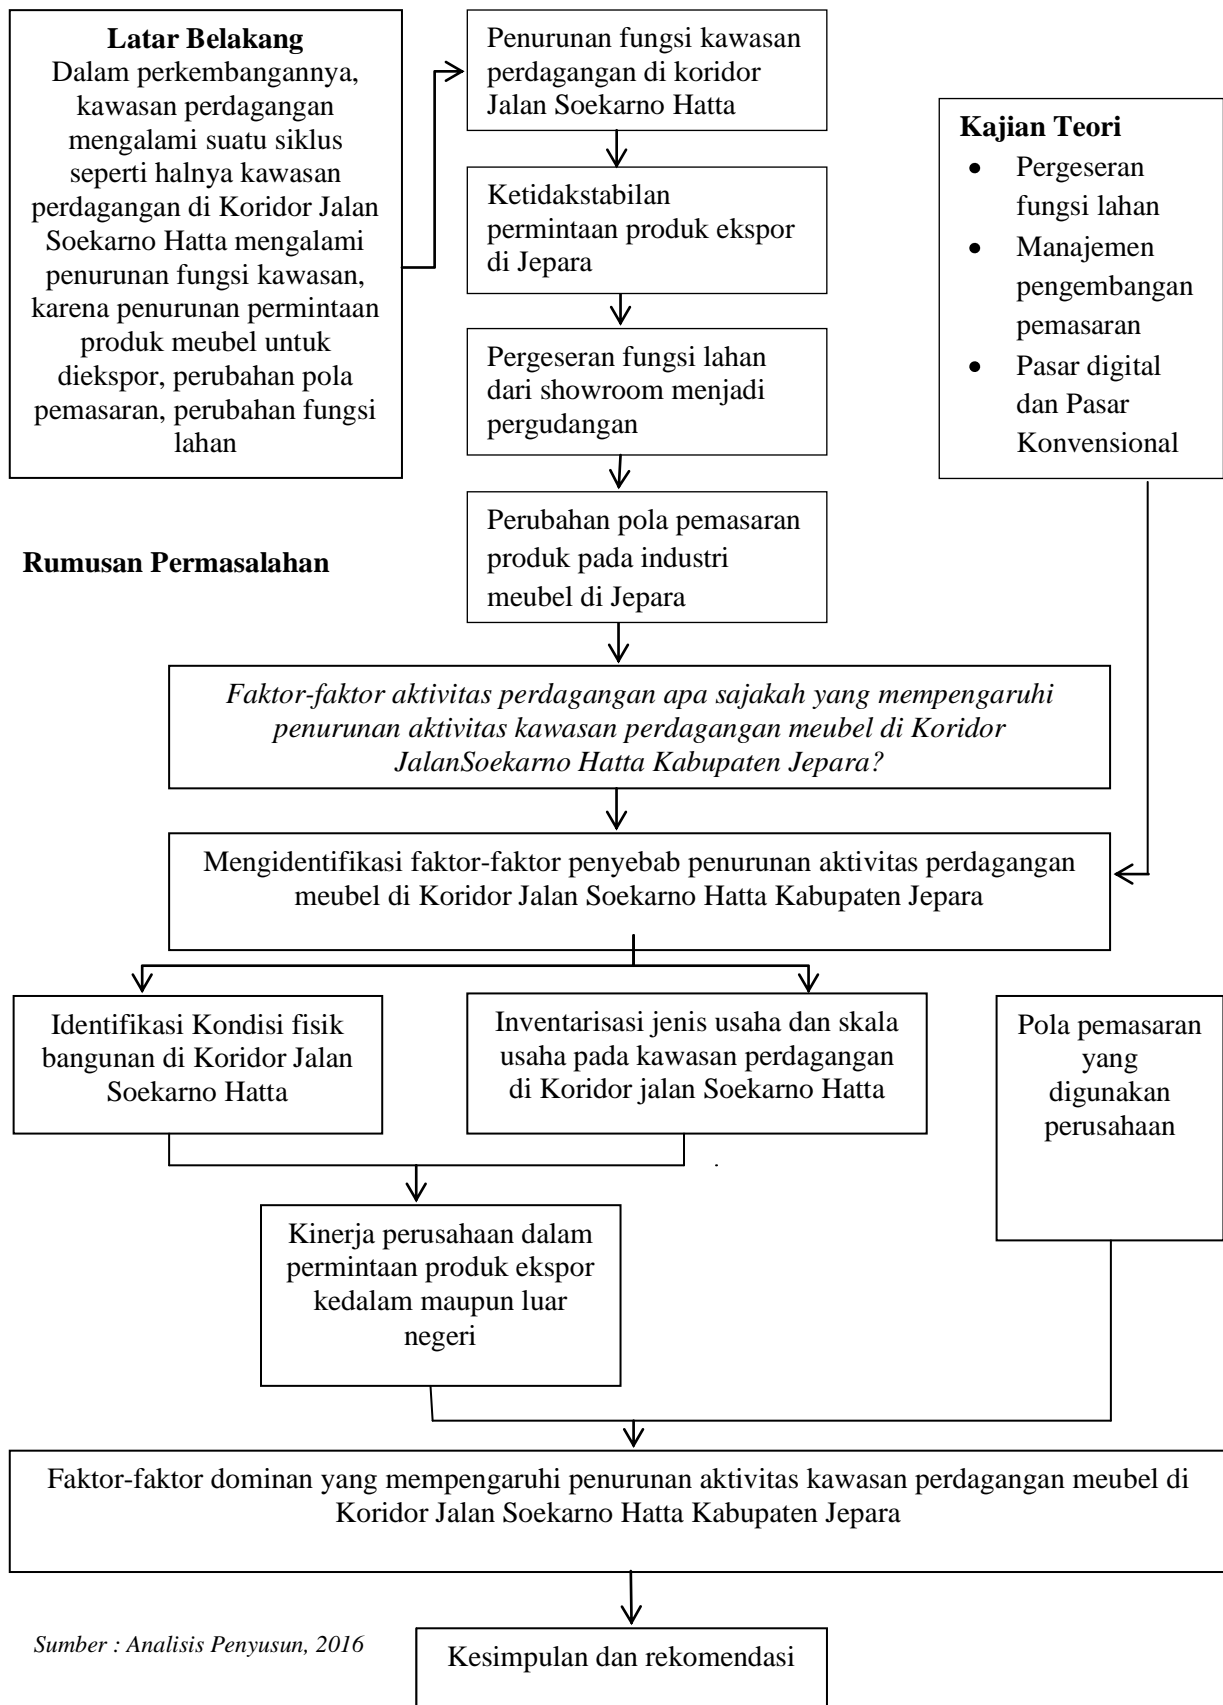 Latar Belakang
Dalam perkembangannya,
kawasan perdagangan
mengalami suatu siklus
seperti halnya kawasan
perdagangan di Koridor Jalan
Soekarno Hatta mengalami
penurunan fungsi kawasan,
karena penurunan permintaan
produk meubel untuk
diekspor, perubahan pola
pemasaran, perubahan fungsi
lahan
Penurunan fungsi kawasan
perdagangan di koridor
Jalan Soekarno Hatta
Ketidakstabilan
permintaan produk ekspor
di Jepara
Pergeseran fungsi lahan
dari showroom menjadi
pergudangan
Perubahan pola pemasaran
produk pada industri
meubel di Jepara
Kajian Teori
• Pergeseran
fungsi lahan
• Manajemen
pengembangan
pemasaran
• Pasar digital
dan Pasar
Konvensional
Rumusan Permasalahan
Faktor-faktor aktivitas perdagangan apa sajakah yang mempengaruhi
penurunan aktivitas kawasan perdagangan meubel di Koridor
JalanSoekarno Hatta Kabupaten Jepara?
Mengidentifikasi faktor-faktor penyebab penurunan aktivitas perdagangan
meubel di Koridor Jalan Soekarno Hatta Kabupaten Jepara
Identifikasi Kondisi fisik
bangunan di Koridor Jalan
Soekarno Hatta
Inventarisasi jenis usaha dan skala
usaha pada kawasan perdagangan
di Koridor jalan Soekarno Hatta
Pola pemasaran
yang
digunakan
perusahaan
Kinerja perusahaan dalam
permintaan produk ekspor
kedalam maupun luar
negeri
Faktor-faktor dominan yang mempengaruhi penurunan aktivitas kawasan perdagangan meubel di
Koridor Jalan Soekarno Hatta Kabupaten Jepara
Sumber : Analisis Penyusun, 2016
Kesimpulan dan rekomendasi